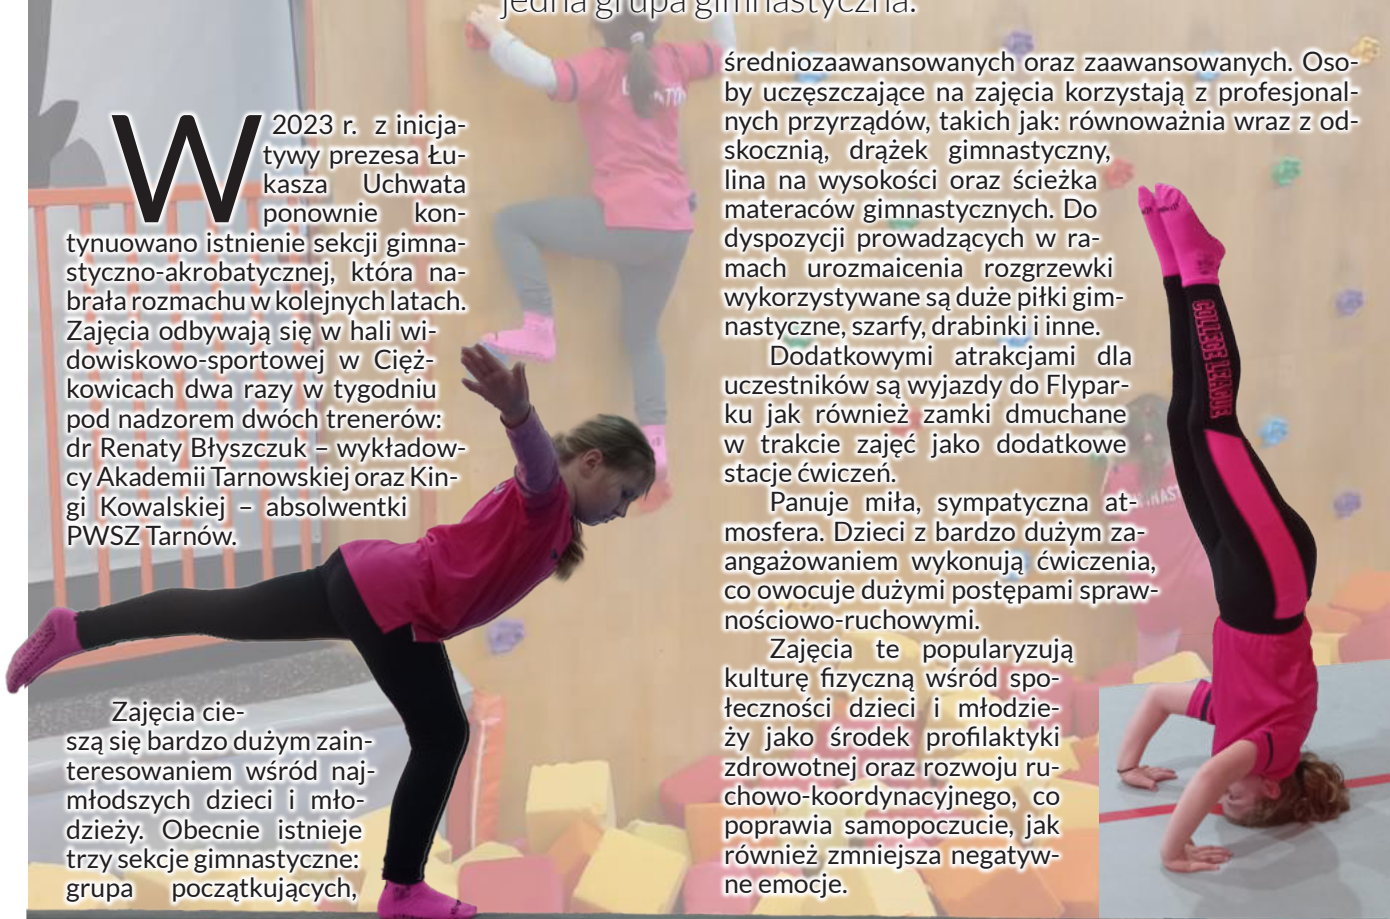 jedna grupa gimnastyczna.
W 2023 r. z inicja-
tywy prezesa Łu-
kasza Uchwata
ponownie kon-
tynuowano istnienie sekcji gimna-
styczno-akrobatycznej, która na-
brała rozmachu w kolejnych latach.
Zajęcia odbywają się w hali wi-
dowiskowo-sportowej w Cięż-
kowicach dwa razy w tygodniu
pod nadzorem dwóch trenerów:
dr Renaty Błyszczuk – wykładow-
cy Akademii Tarnowskiej oraz Kin-
gi Kowalskiej – absolwentki
PWSZ Tarnów.
Zajęcia cie-
szą się bardzo dużym zain-
teresowaniem wśród naj-
młodszych dzieci i mło-
dzieży. Obecnie istnieje
trzy sekcje gimnastyczne:
grupa początkujących,
średniozaawansowanych oraz zaawansowanych. Oso-
by uczęszczające na zajęcia korzystają z profesjonal-
nych przyrządów, takich jak: równoważnia wraz z od-
skocznią, drążek gimnastyczny,
lina na wysokości oraz ścieżka
materaców gimnastycznych. Do
dyspozycji prowadzących w ra-
mach urozmaicenia rozgrzewki
wykorzystywane są duże piłki gim-
nastyczne, szarfy, drabinki i inne.
Dodatkowymi atrakcjami dla
uczestników są wyjazdy do Flypar-
ku jak również zamki dmuchane
w trakcie zajęć jako dodatkowe
stacje ćwiczeń.
Panuje miła, sympatyczna at-
mosfera. Dzieci z bardzo dużym za-
angażowaniem wykonują ćwiczenia,
co owocuje dużymi postępami spraw-
nościowo-ruchowymi.
Zajęcia te popularyzują
kulturę fizyczną wśród spo-
łeczności dzieci i młodzie-
ży jako środek profilaktyki
zdrowotnej oraz rozwoju ru-
chowo-koordynacyjnego, co
poprawia samopoczucie, jak
również zmniejsza negatyw-
ne emocje.
COLLEGE LEAGUE